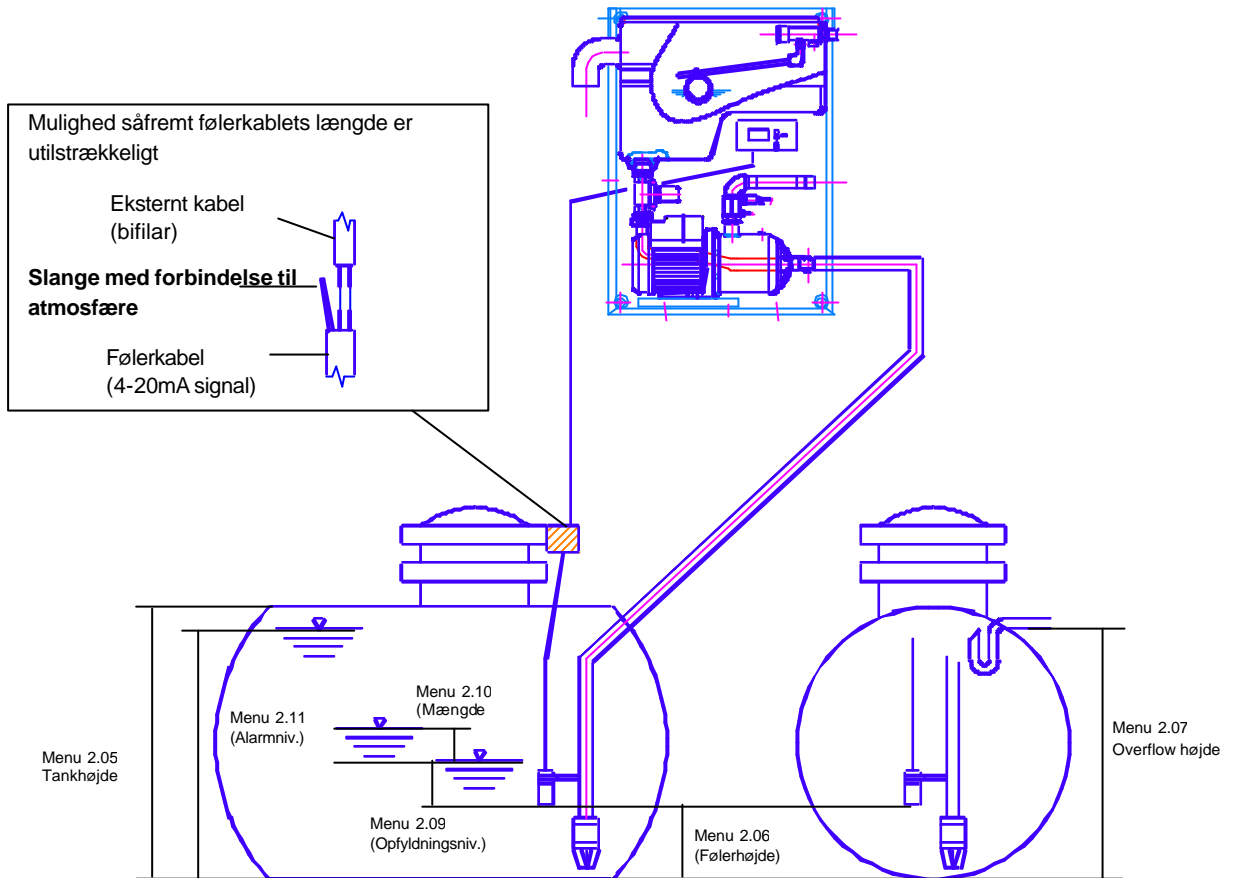 Mulighed såfremt følerkablets længde er
utilstrækkeligt
Eksternt kabel
(bifilar)
Slange med forbindelse til
atmosfære
Følerkabel
(4-20mA signal)
Menu 2.10
(Mængde
Menu 2.11
(Alarmniv.)
Menu 2.05
Tankhøjde
Menu 2.07
Overflow højde
Menu 2.09
(Opfyldningsniv.)
Menu 2.06
(Følerhøjde)